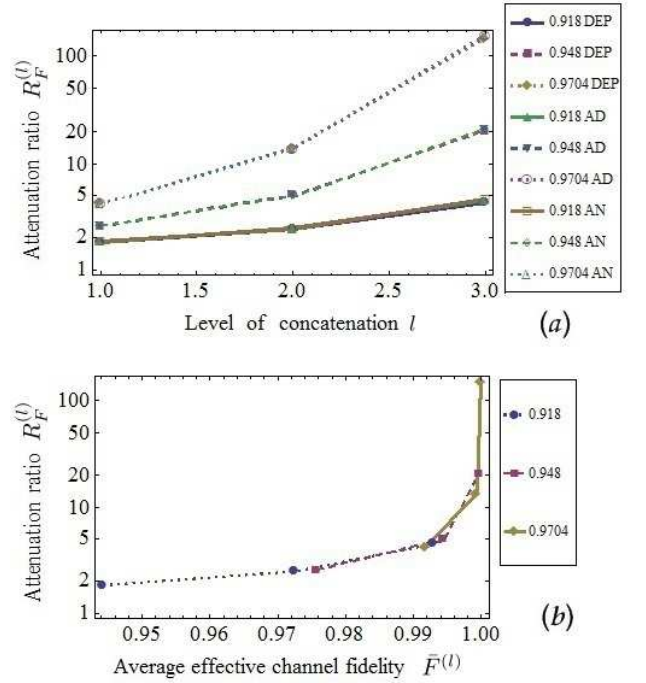 Attenuation ratio R_F^{(l)}
100
50
20
10
5
2
1
1.0 1.5 2.0 2.5 3.0
Level of concatenation l
0.918 DEP
0.948 DEP
0.9704 DEP
0.918 AD
0.948 AD
0.9704 AD
0.918 AN
0.948 AN
0.9704 AN
(a)
Attenuation ratio R_F^{(l)}
100
50
20
10
5
2
1
0.95 0.96 0.97 0.98 0.99 1.00
Average effective channel fidelity F̄^{(l)}
0.918
0.948
0.9704
(b)